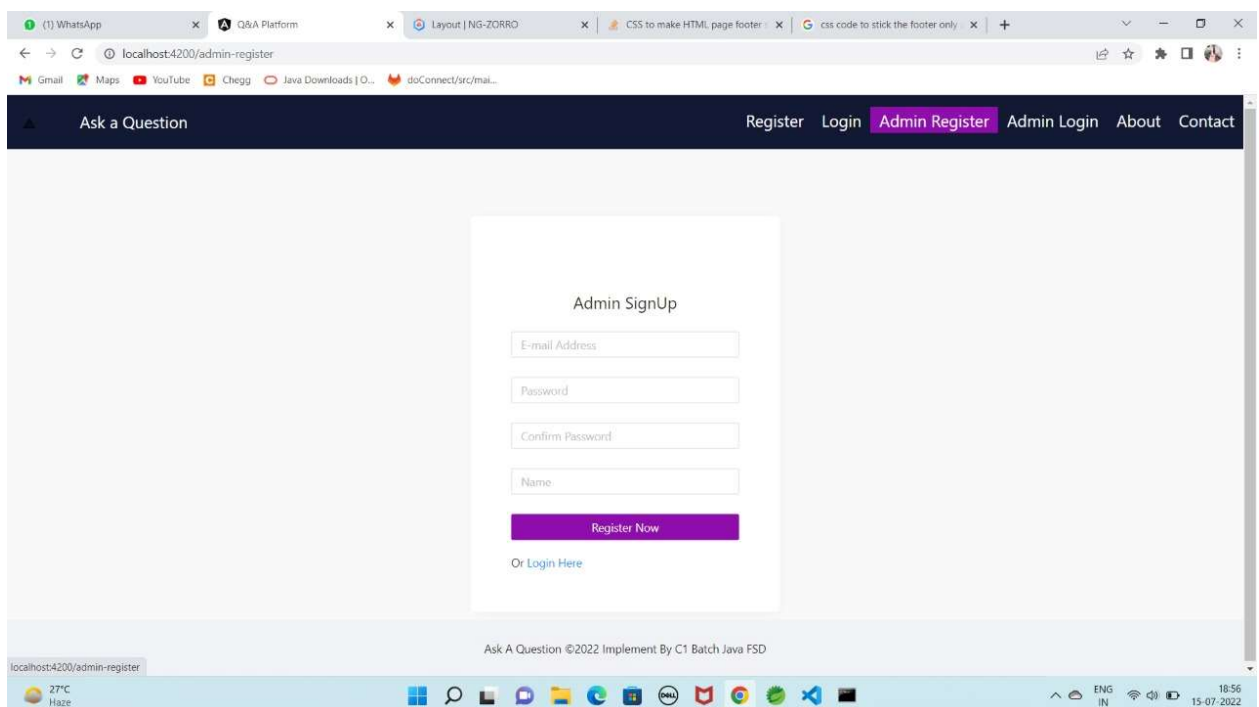 (1) WhatsApp
Q&A Platform
Layout | NG-ZORRO
CSS to make HTML page footer
css code to stick the footer only
localhost:4200/admin-register
Gmail Maps YouTube Chegg Java Downloads | O... doConnect/src/mai...
Ask a Question Register Login Admin Register Admin Login About Contact
Admin SignUp
E-mail Address
Password
Confirm Password
Name
Register Now
Or Login Here
Ask A Question ©2022 Implement By C1 Batch Java FSD
localhost:4200/admin-register
27°C
Haze
DELL
ENG
IN
18:56
15-07-2022